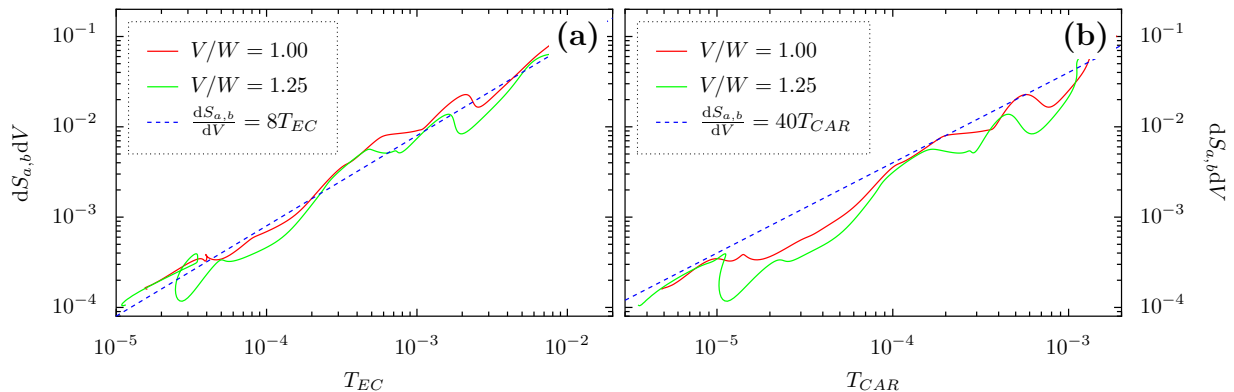 (a)
V/W = 1.00
V/W = 1.25
dS_{a,b}/dV = 8T_{EC}
10^{-1}
10^{-2}
10^{-3}
10^{-4}
dS_{a,b}dV
10^{-5} 10^{-4} 10^{-3} 10^{-2}
T_{EC}
(b)
V/W = 1.00
V/W = 1.25
dS_{a,b}/dV = 40T_{CAR}
10^{-1}
10^{-2}
10^{-3}
10^{-4}
dS_{a,b}dV
10^{-5} 10^{-4} 10^{-3}
T_{CAR}